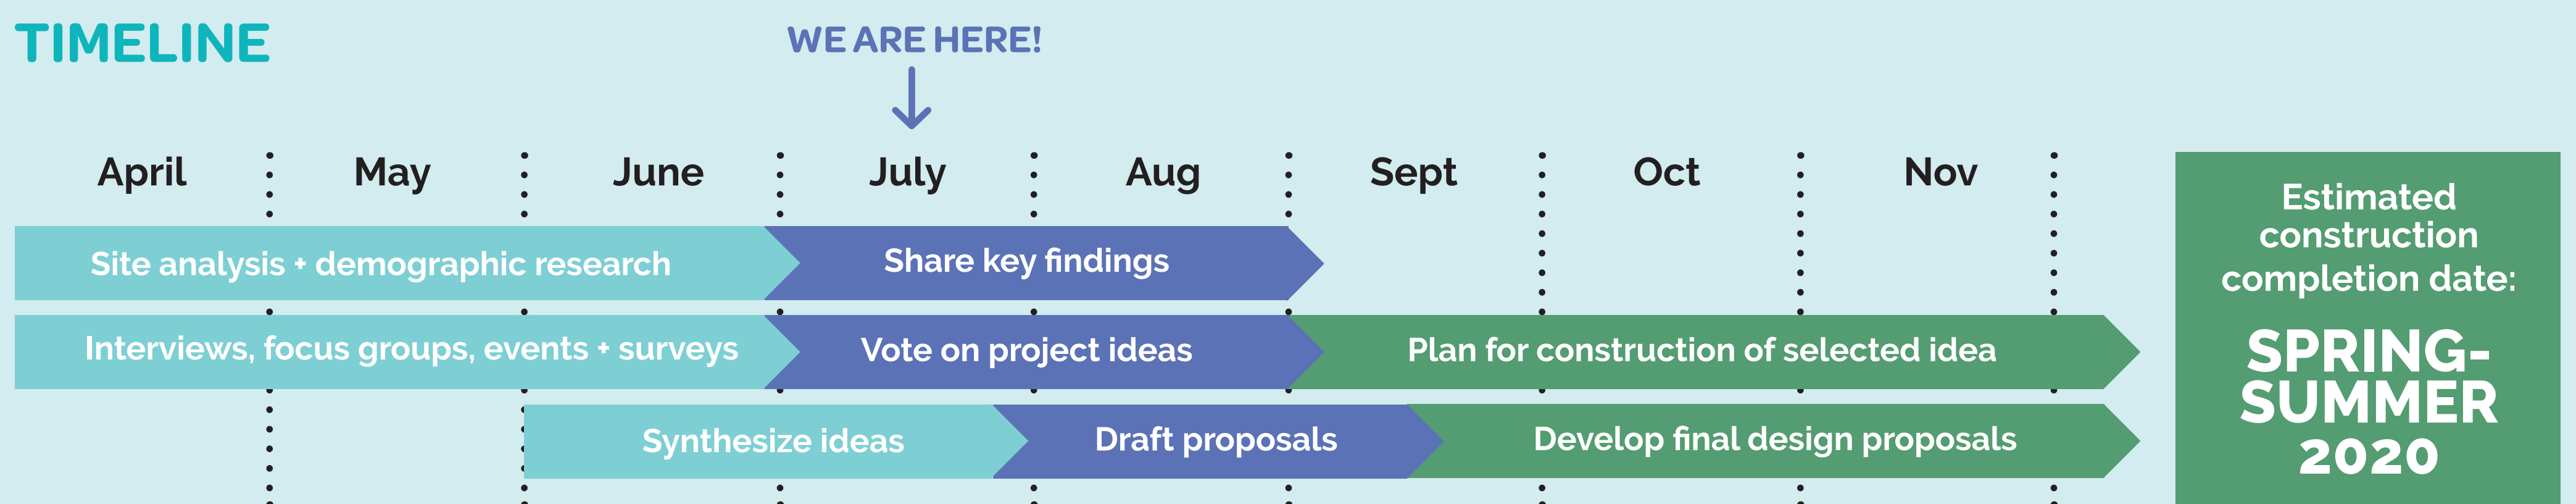 TIMELINE
WE ARE HERE!
April May June July Aug Sept Oct Nov
Site analysis + demographic research
Share key findings
Interviews, focus groups, events + surveys
Vote on project ideas
Plan for construction of selected idea
Synthesize ideas
Draft proposals
Develop final design proposals
Estimated
construction
completion date:
SPRING-
SUMMER
2020